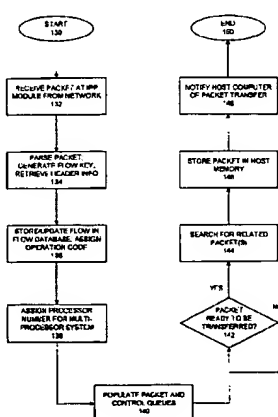 START
130
RECEIVE PACKET AT
MODULE FROM NETWORK
132
PARSE PACKET,
GENERATE FLOW KEY,
RETRIEVE HEADER INFO
134
STORE/UPDATE FLOW IN
FLOW DATABASE, ASSIGN
OPERATION CODE
136
ASSIGN PROCESSOR
NUMBER FOR MULTI-
PROCESSOR SYSTEM
138
POPULATE PACKET AND
CONTROL QUEUES
140
PACKET
READY TO BE
TRANSFERRED?
142
YES
SEARCH FOR RELATED
PACKET(S)
144
STORE PACKET IN HOST
MEMORY
NOTIFY HOST COMPUTER
OF PACKET TRANSFER
END
150